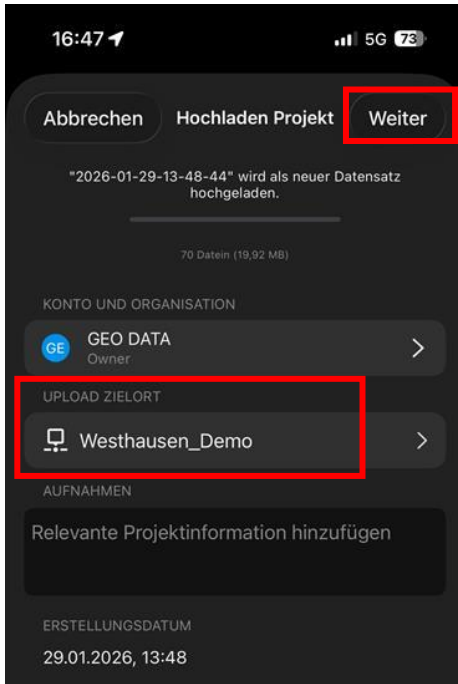 16:47 5G 73
Abbrechen Hochladen Projekt Weiter
"2026-01-29-13-48-44" wird als neuer Datensatz
hochgeladen.
70 Datein (19,92 MB)
KONTO UND ORGANISATION
GE GEO DATA
Owner
UPLOAD ZIELORT
Westhausen_Demo
AUFNAHMEN
Relevante Projektinformation hinzufügen
ERSTELLUNGSDATUM
29.01.2026, 13:48